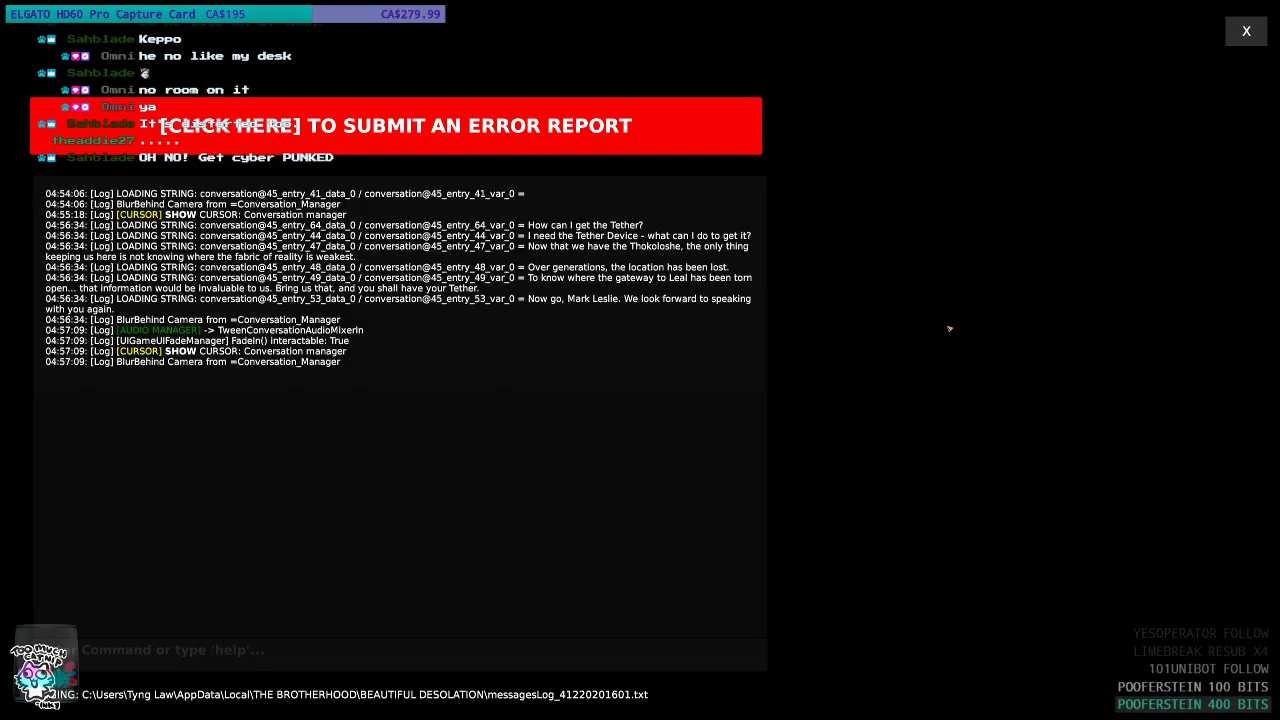 ELGATO HD60 Pro Capture Card CA$195 CA$279.99
X
Sahblade Keppo
Omni he no like my desk
Sahblade
Omni no room on it
Omni ya
Sahblade It's distorted too
[CLICK HERE] TO SUBMIT AN ERROR REPORT
theaddie27 .....
Sahblade OH NO! Get cyber PUNKED
04:54:06: [Log] LOADING STRING: conversation@45_entry_41_data_0 / conversation@45_entry_41_var_0 =
04:54:06: [Log] BlurBehind Camera from =Conversation_Manager
04:55:18: [Log] [CURSOR] SHOW CURSOR: Conversation manager
04:56:34: [Log] LOADING STRING: conversation@45_entry_64_data_0 / conversation@45_entry_64_var_0 = How can I get the Tether?
04:56:34: [Log] LOADING STRING: conversation@45_entry_44_data_0 / conversation@45_entry_44_var_0 = I need the Tether Device - what can I do to get it?
04:56:34: [Log] LOADING STRING: conversation@45_entry_47_data_0 / conversation@45_entry_47_var_0 = Now that we have the Thokoloshe, the only thing
keeping us here is not knowing where the fabric of reality is weakest.
04:56:34: [Log] LOADING STRING: conversation@45_entry_48_data_0 / conversation@45_entry_48_var_0 = Over generations, the location has been lost.
04:56:34: [Log] LOADING STRING: conversation@45_entry_49_data_0 / conversation@45_entry_49_var_0 = To know where the gateway to Leal has been torn
open... that information would be invaluable to us. Bring us that, and you shall have your Tether.
04:56:34: [Log] LOADING STRING: conversation@45_entry_53_data_0 / conversation@45_entry_53_var_0 = Now go, Mark Leslie. We look forward to speaking
with you again.
04:56:34: [Log] BlurBehind Camera from =Conversation_Manager
04:57:09: [Log] [AUDIO MANAGER] -> TweenConversationAudioMixerIn
04:57:09: [Log] [UIGameUIFadeManager] FadeIn() interactable: True
04:57:09: [Log] [CURSOR] SHOW CURSOR: Conversation manager
04:57:09: [Log] BlurBehind Camera from =Conversation_Manager
Command or type 'help'...
TOO MUCH CATNIP
ING: C:\Users\Tyng Law\AppData\Local\THE BROTHERHOOD\BEAUTIFUL DESOLATION\messagesLog_41220201601.txt
YESOPERATOR FOLLOW
LIMEBREAK RESUB X4
101UNIBOT FOLLOW
POOFERSTEIN 100 BITS
POOFERSTEIN 400 BITS